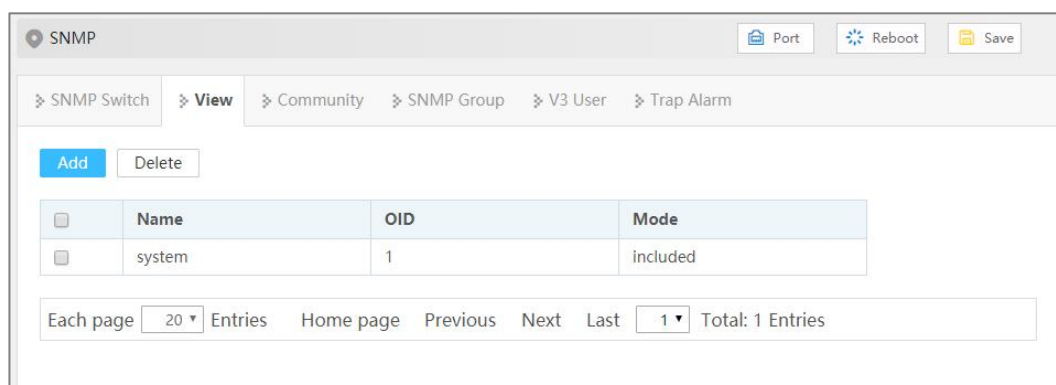 SNMP Port Reboot Save
SNMP Switch View Community SNMP Group V3 User Trap Alarm
Add Delete
Name OID Mode
system 1 included
Each page 20 Entries Home page Previous Next Last 1 Total: 1 Entries